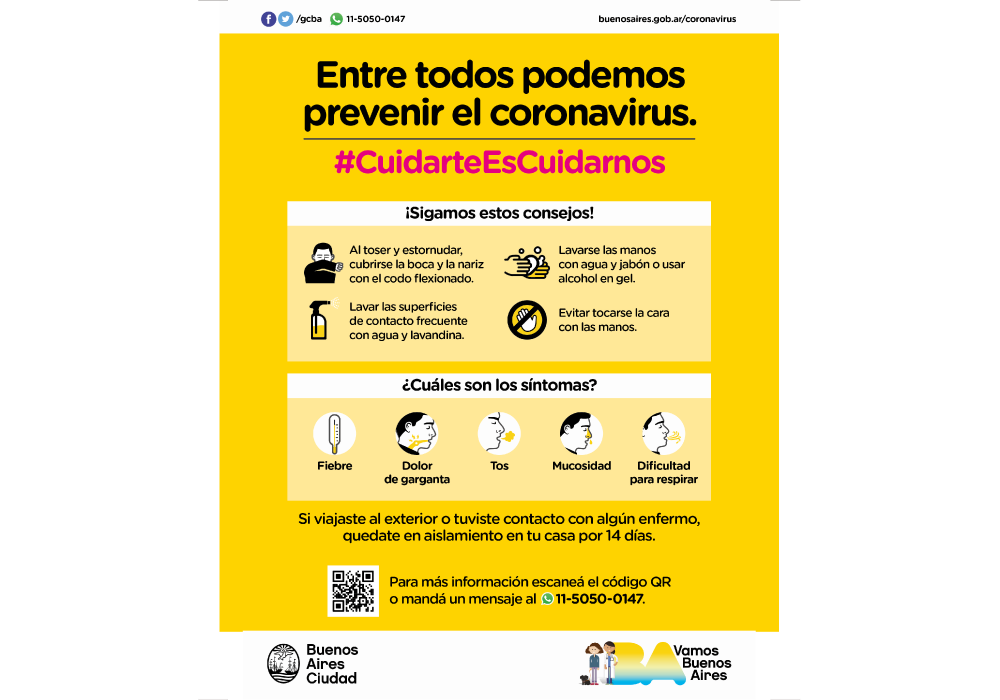 /gcba 11-5050-0147
buenosaires.gob.ar/coronavirus
Entre todos podemos
prevenir el coronavirus.
#CuidarteEsCuidarnos
¡Sigamos estos consejos!
Al toser y estornudar,
cubrirse la boca y la nariz
con el codo flexionado.
Lavarse las manos
con agua y jabón o usar
alcohol en gel.
Lavar las superficies
de contacto frecuente
con agua y lavandina.
Evitar tocarse la cara
con las manos.
¿Cuáles son los síntomas?
Fiebre
Dolor
de garganta
Tos
Mucosidad
Dificultad
para respirar
Si viajaste al exterior o tuviste contacto con algún enfermo,
quedate en aislamiento en tu casa por 14 días.
Para más información escaneá el código QR
o mandá un mensaje al 11-5050-0147.
Buenos
Aires
Ciudad
BA
Vamos
Buenos
Aires